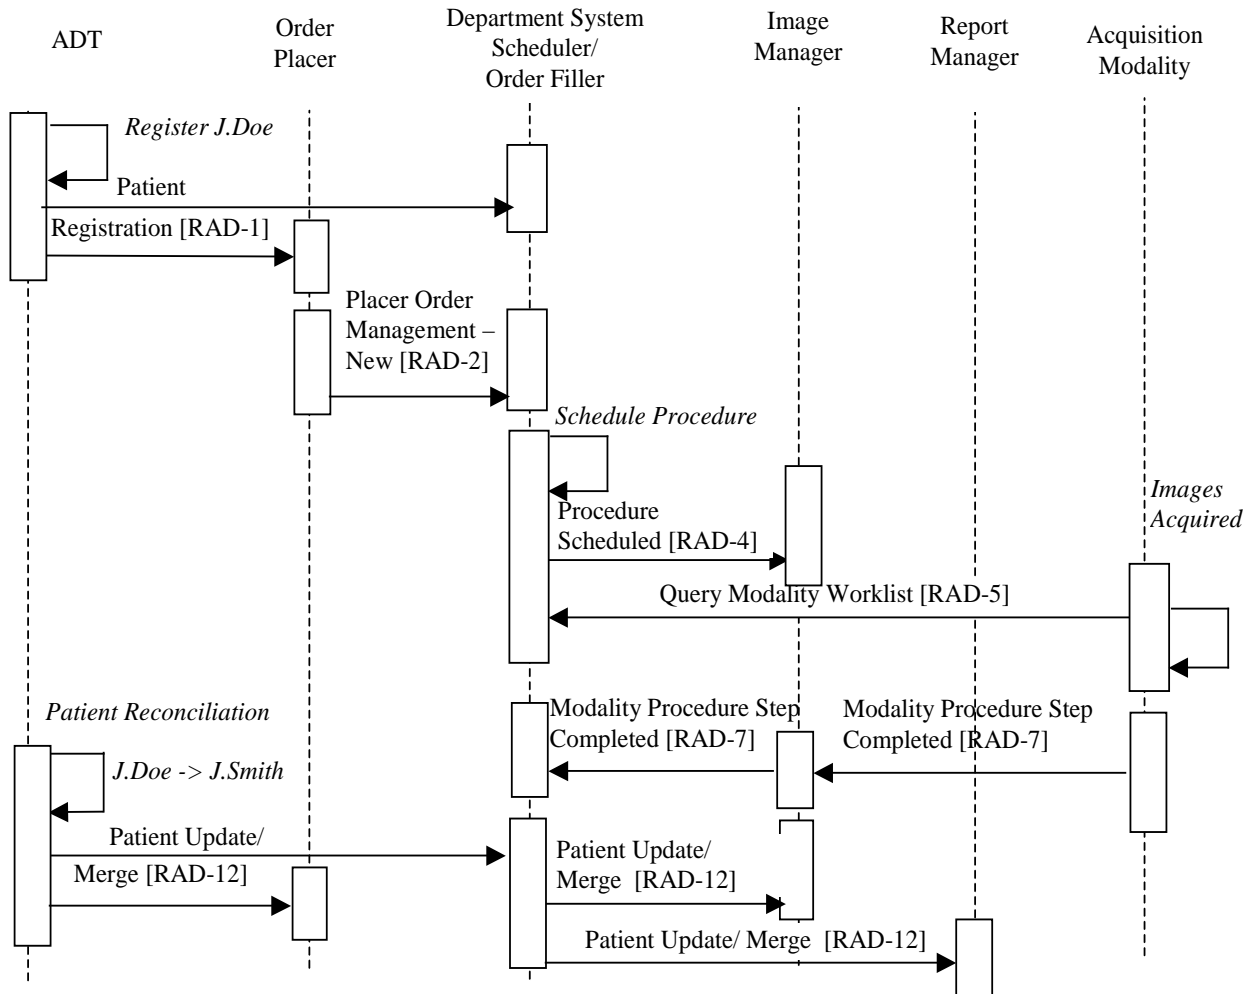 ADT
Order
Placer
Department System
Scheduler/
Order Filler
Image
Manager
Report
Manager
Acquisition
Modality
Register J.Doe
Patient
Registration [RAD-1]
Placer Order
Management –
New [RAD-2]
Schedule Procedure
Procedure
Scheduled [RAD-4]
Images
Acquired
Query Modality Worklist [RAD-5]
Modality Procedure Step
Completed [RAD-7]
Modality Procedure Step
Completed [RAD-7]
Patient Reconciliation
J.Doe -> J.Smith
Patient Update/
Merge [RAD-12]
Patient Update/
Merge  [RAD-12]
Patient Update/ Merge  [RAD-12]